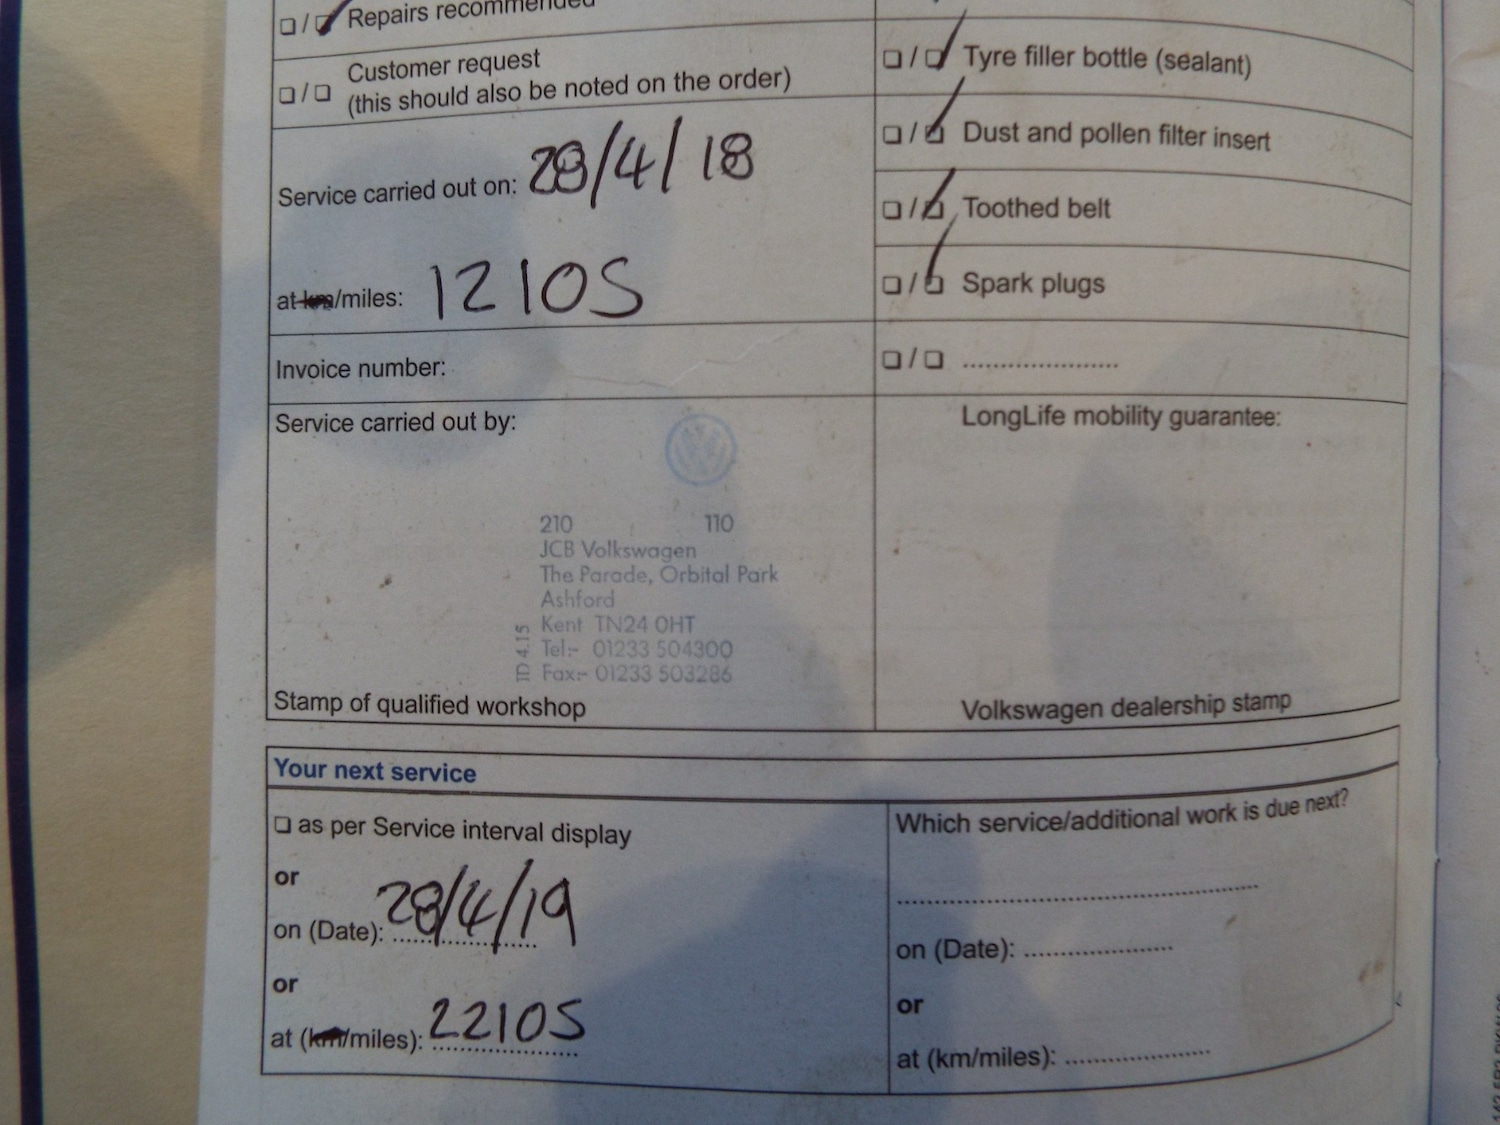 ❏ / ❏ Repairs recommended
❏ / ❏ Customer request
(this should also be noted on the order)
Service carried out on: 28/4/18
at km/miles: 12105
Invoice number:
Service carried out by:
210 110
JCB Volkswagen
The Parade, Orbital Park
Ashford
Kent TN24 0HT
Tel:- 01233 504300
Fax:- 01233 503286
TD 4.15
Stamp of qualified workshop
❏ / ❏ Tyre filler bottle (sealant)
❏ / ❏ Dust and pollen filter insert
❏ / ❏ Toothed belt
❏ / ❏ Spark plugs
❏ / ❏ ......................
LongLife mobility guarantee:
Volkswagen dealership stamp
Your next service
❏ as per Service interval display
or
on (Date): 28/4/19
or
at (km/miles): 22105
Which service/additional work is due next?
..................................................
on (Date): .....................
or
at (km/miles): .....................